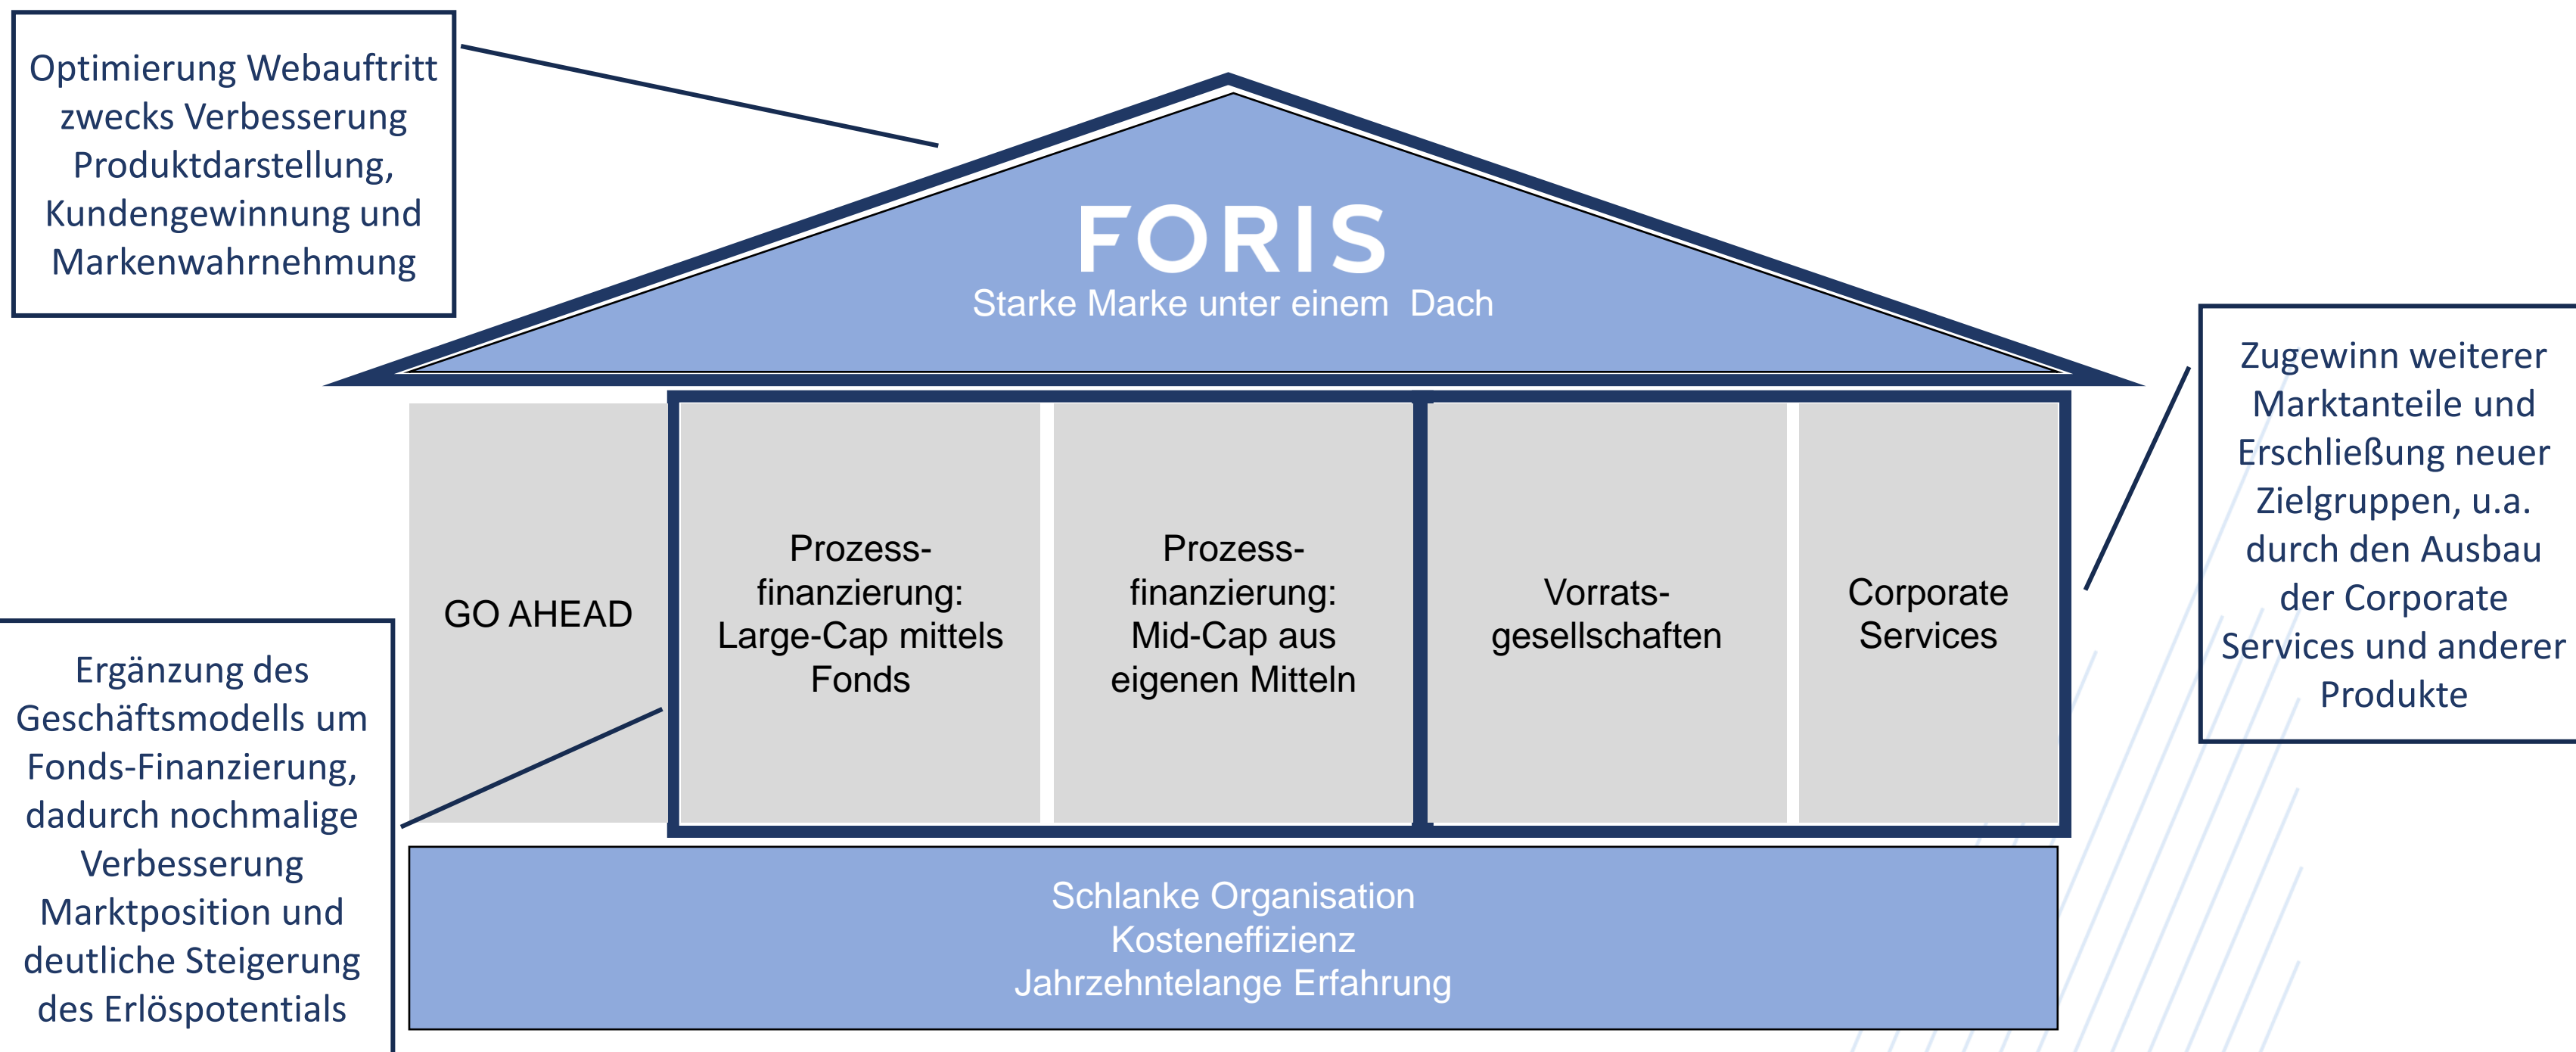 Optimierung Webauftritt
zwecks Verbesserung
Produktdarstellung,
Kundengewinnung und
Markenwahrnehmung
FORIS
Starke Marke unter einem Dach
Zugewinn weiterer
Marktanteile und
Erschließung neuer
Zielgruppen, u.a.
durch den Ausbau
der Corporate
Services und anderer
Produkte
GO AHEAD
Prozess-
finanzierung:
Large-Cap mittels
Fonds
Prozess-
finanzierung:
Mid-Cap aus
eigenen Mitteln
Vorrats-
gesellschaften
Corporate
Services
Ergänzung des
Geschäftsmodells um
Fonds-Finanzierung,
dadurch nochmalige
Verbesserung
Marktposition und
deutliche Steigerung
des Erlöspotentials
Schlanke Organisation
Kosteneffizienz
Jahrzehntelange Erfahrung